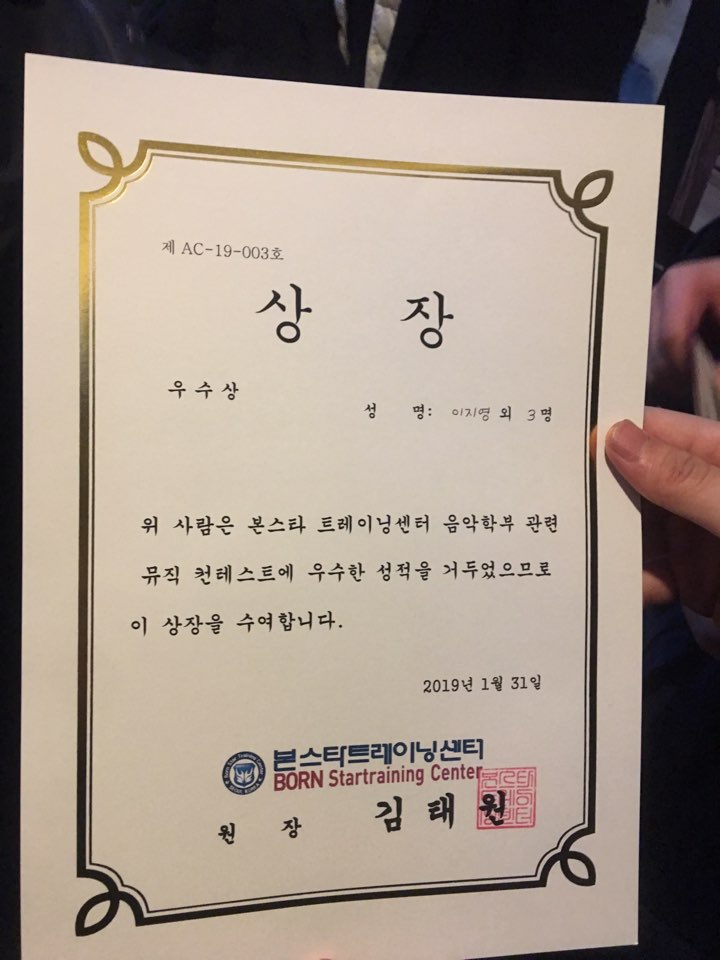 제 AC-19-003호
상 장
우수상
성 명: 이지영 외 3명
위 사람은 본스타 트레이닝센터 음악학부 관련
뮤직 컨테스트에 우수한 성적을 거두었으므로
이 상장을 수여합니다.
2019년 1월 31일
본스타트레이닝센터
BORN Startraining Center
원 장 김태원